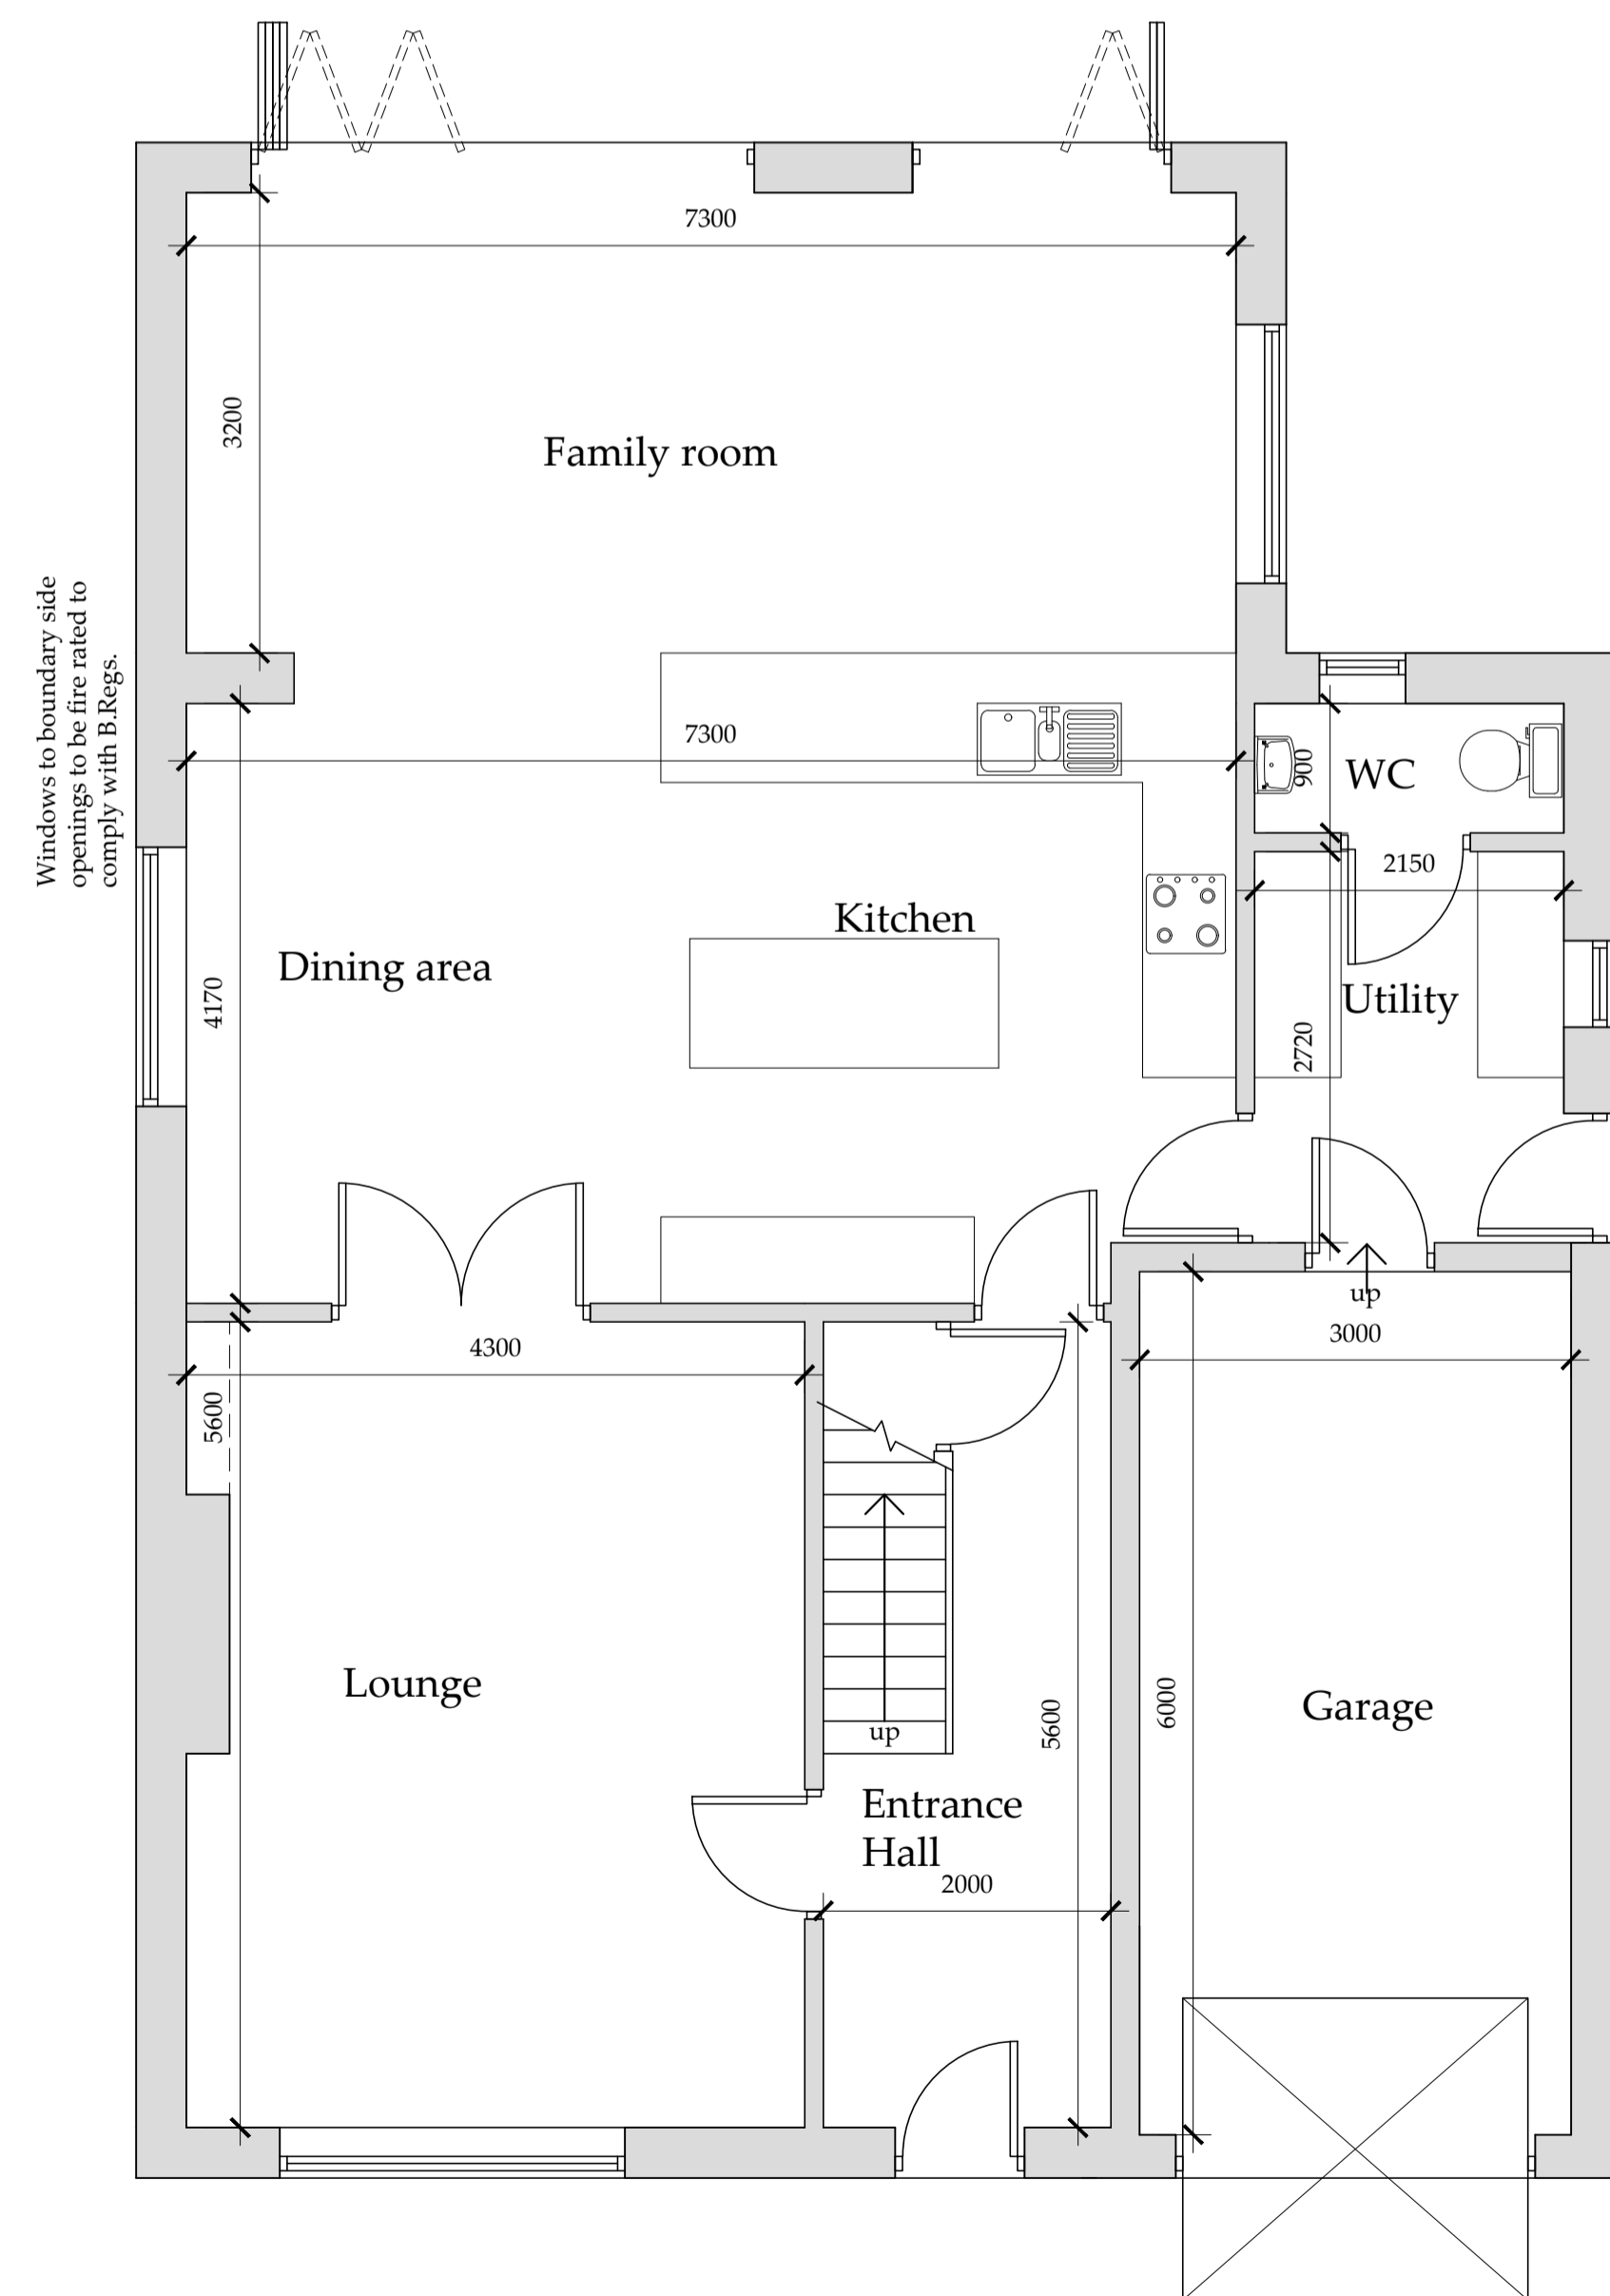 7300
3200
Family room
Windows to boundary side
openings to be fire rated to
comply with B.Regs.
7300
900
WC
2150
Kitchen
Dining area
4170
Utility
2720
up
4300
3000
5600
Lounge
up
5600
6000
Garage
Entrance
Hall
2000